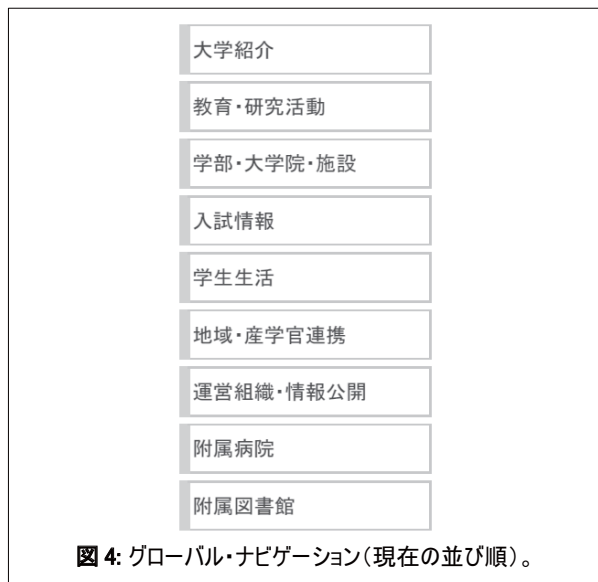 大学紹介
教育・研究活動
学部・大学院・施設
入試情報
学生生活
地域・産学官連携
運営組織・情報公開
附属病院
附属図書館
図 4: グローバル・ナビゲーション(現在の並び順)。